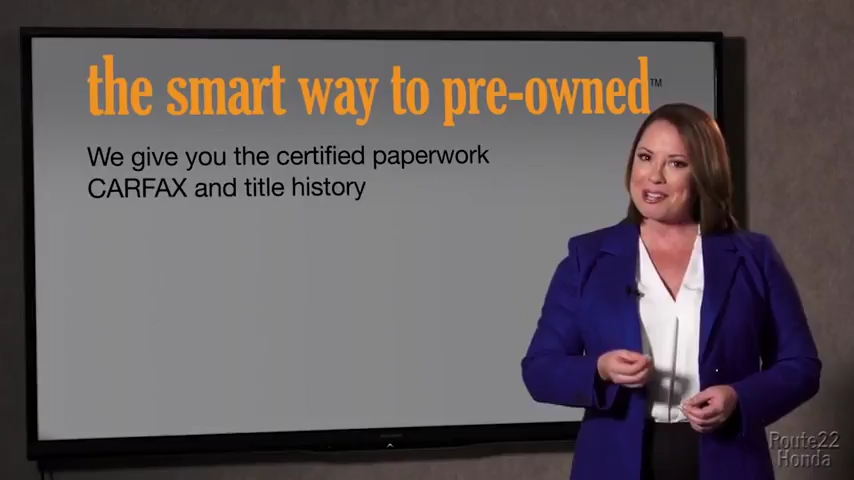 the smart way to pre-owned™
We give you the certified paperwork
CARFAX and title history
Route22
Honda